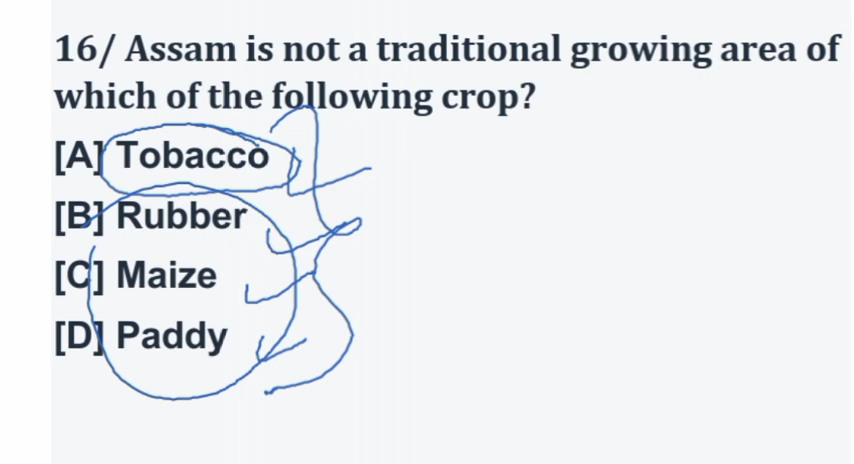 16/ Assam is not a traditional growing area of
which of the following crop?
[A] Tobacco
[B] Rubber
[C] Maize
[D] Paddy